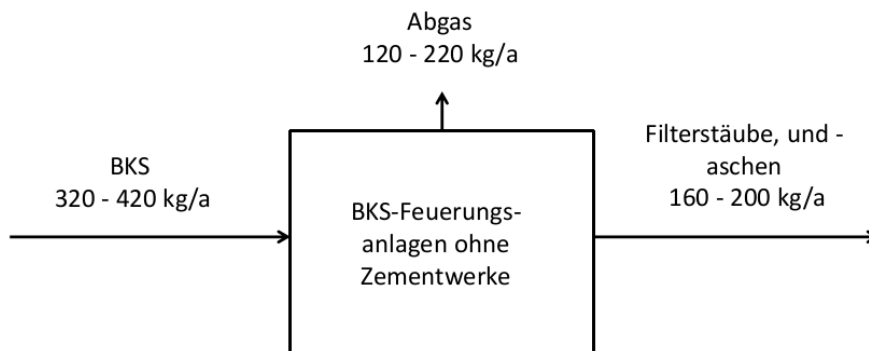 Abgas
120 - 220 kg/a
BKS
320 - 420 kg/a
BKS-Feuerungs-
anlagen ohne
Zementwerke
Filterstäube, und -
aschen
160 - 200 kg/a